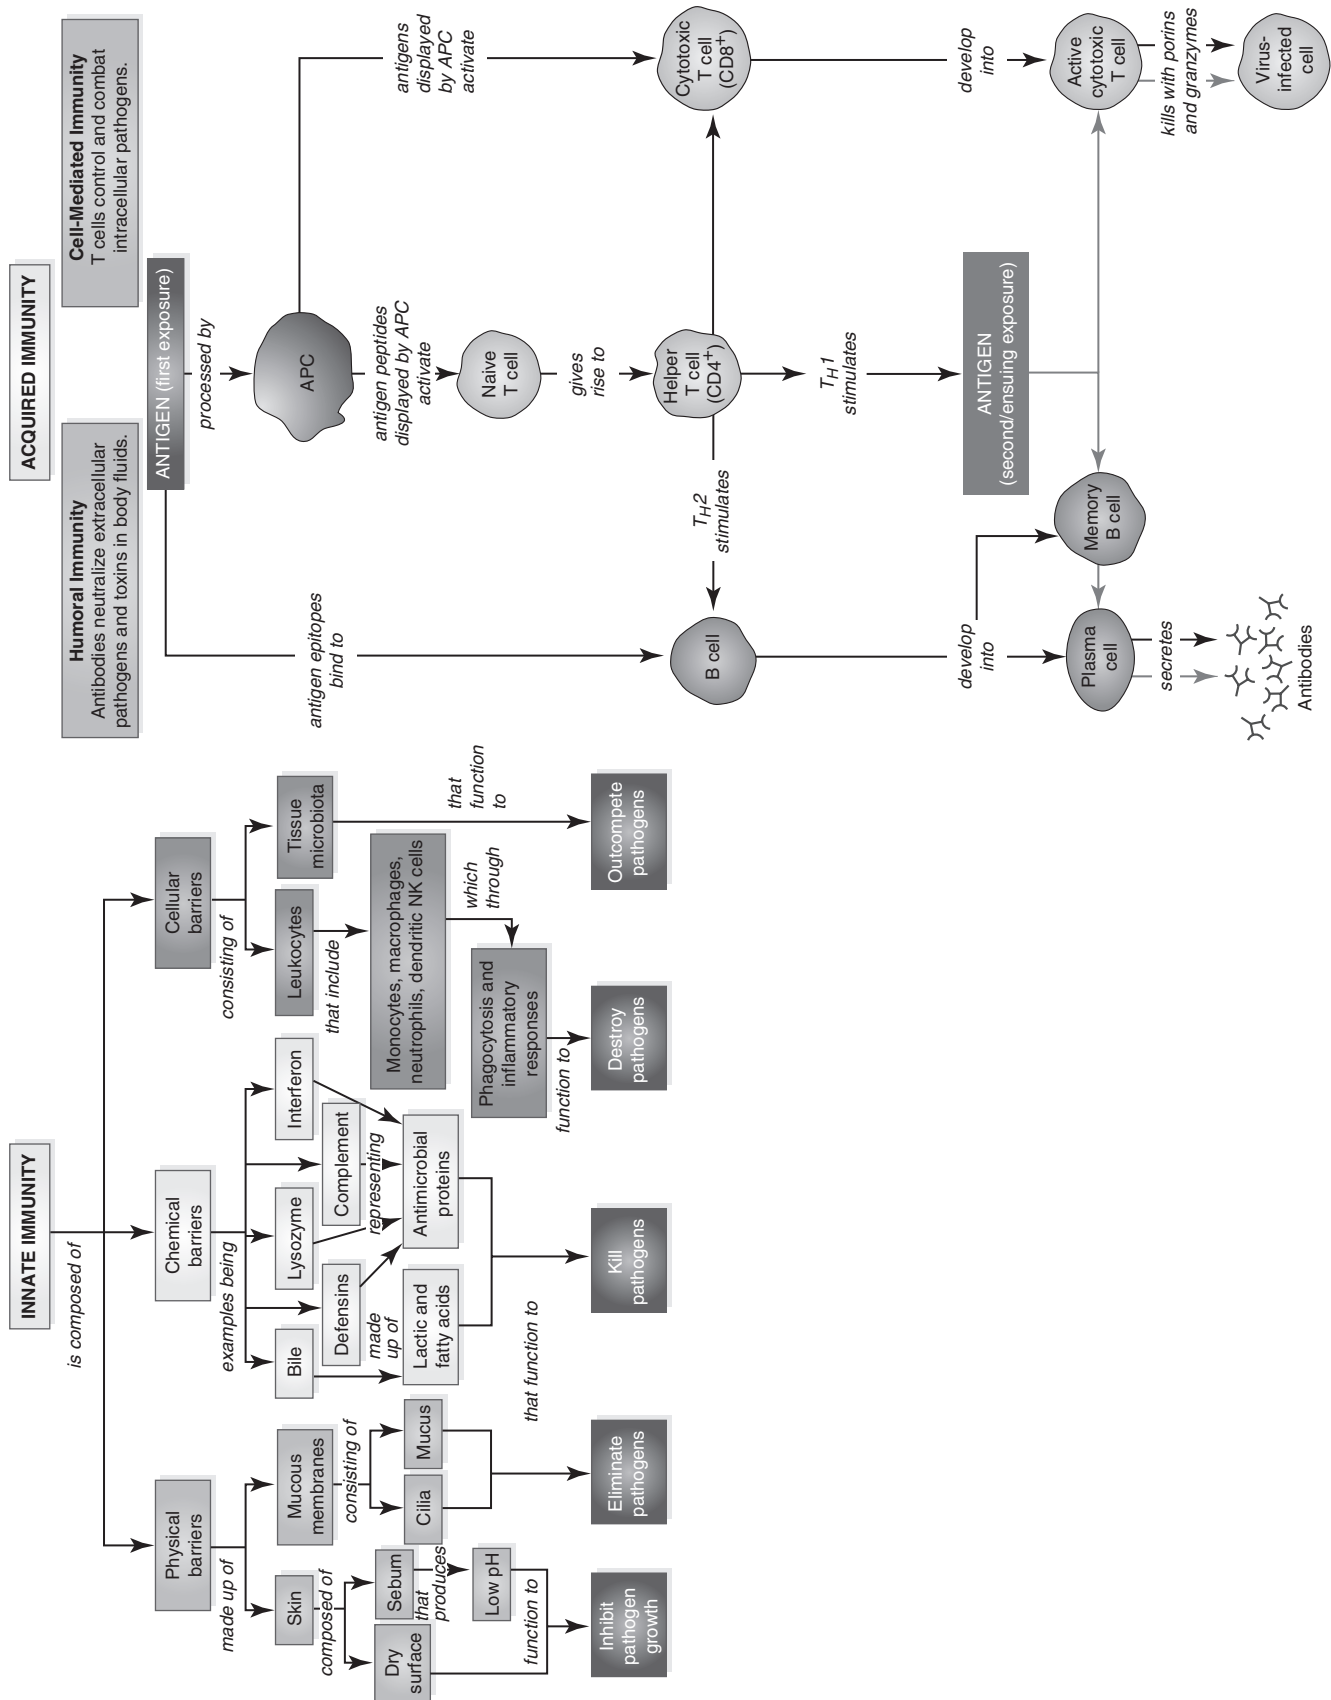 INNATE IMMUNITY
is composed of
Physical
barriers
Chemical
barriers
Cellular
barriers
made up of
examples being
consisting of
Skin
Mucous
membranes
Bile
Lysozyme
Interferon
Leukocytes
Tissue
microbiota
composed of
consisting of
Defensins
Complement
that include
Dry
surface
Sebum
that
produces
Cilia
Mucus
made
up of
representing
Lactic and
fatty acids
Antimicrobial
proteins
Monocytes, macrophages,
neutrophils, dendritic NK cells
that
function
to
which
through
Low pH
Phagocytosis and
inflammatory
responses
function to
that function to
function to
Inhibit
pathogen
growth
Eliminate
pathogens
Kill
pathogens
Destroy
pathogens
Outcompete
pathogens
ACQUIRED IMMUNITY
Humoral Immunity
Antibodies neutralize extracellular
pathogens and toxins in body fluids.
Cell-Mediated Immunity
T cells control and combat
intracellular pathogens.
ANTIGEN (first exposure)
processed by
antigen epitopes
bind to
APC
antigen peptides
displayed by APC
activate
antigens
displayed
by APC
activate
Naive
T cell
gives
rise to
B cell
TH2
stimulates
Helper
T cell
(CD4+)
Cytotoxic
T cell
(CD8+)
TH1
stimulates
develop
into
ANTIGEN
(second/ensuing exposure)
develop
into
Plasma
cell
Memory
B cell
Active
cytotoxic
T cell
secretes
kills with porins
and granzymes
Antibodies
Virus-
infected
cell